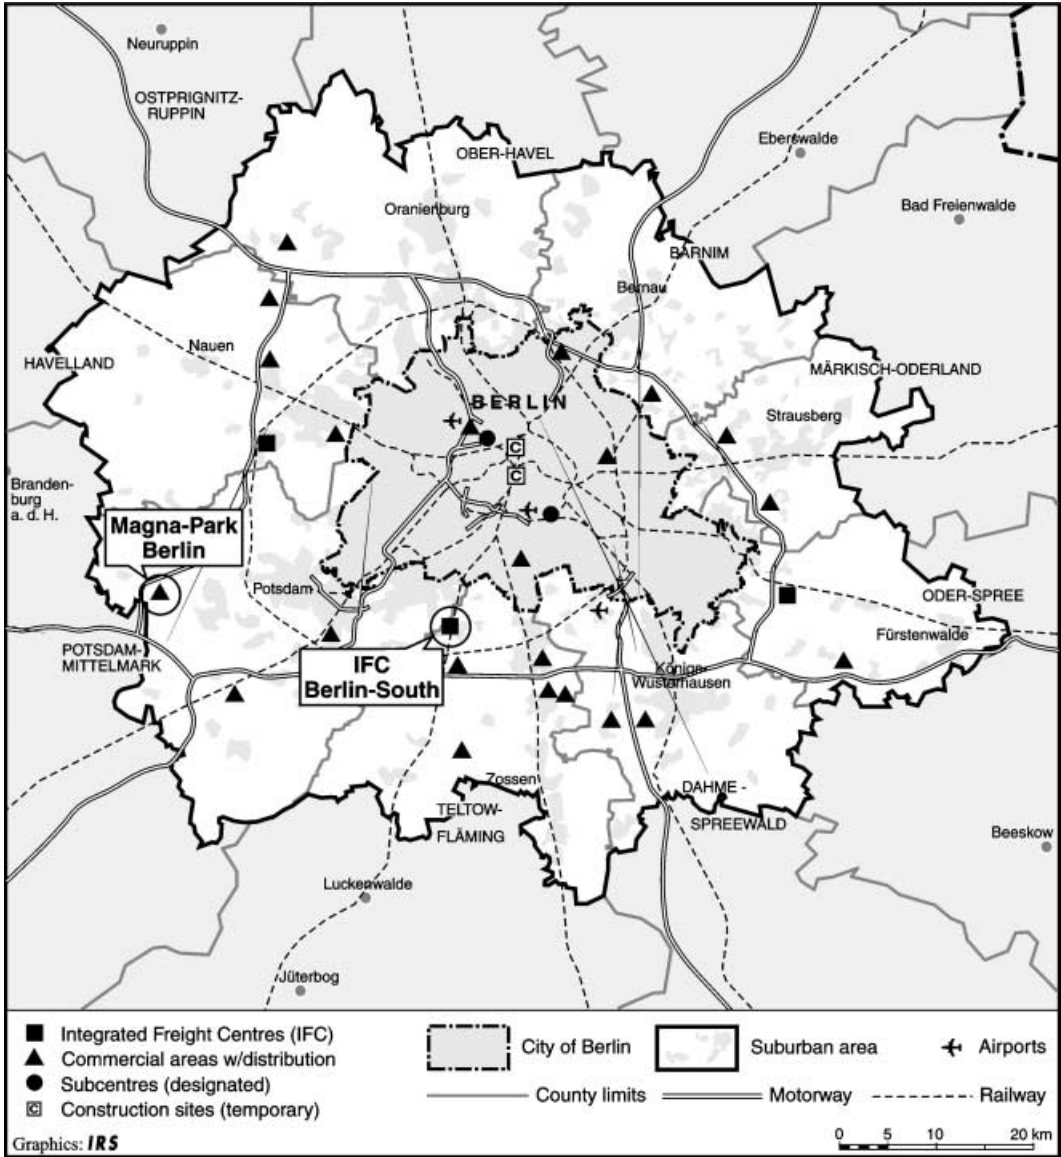 Neuruppin
OSTPRIGNITZ-
RUPPIN
OBER-HAVEL
Eberswalde
Oranienburg
Bad Freienwalde
BARNIM
Bernau
Nauen
HAVELLAND
MÄRKISCH-ODERLAND
BERLIN
Strausberg
C
C
Branden-
burg
a. d. H.
Magna-Park
Berlin
Potsdam
ODER-SPREE
Fürstenwalde
POTSDAM-
MITTELMARK
IFC
Berlin-South
Königs-
Wusterhausen
Zossen
DAHME -
SPREEWALD
TELTOW-
FLÄMING
Beeskow
Luckenwalde
Jüterbog
Integrated Freight Centres (IFC)
Commercial areas w/distribution
Subcentres (designated)
C Construction sites (temporary)
City of Berlin
Suburban area
Airports
County limits
Motorway
Railway
Graphics: IRS
0 5 10 20 km